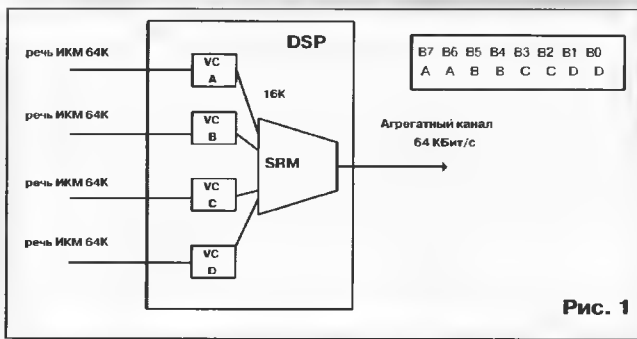 DSP
речь ИКМ 64К
VC
A
16К
речь ИКМ 64К
VC
B
SRM
речь ИКМ 64К
VC
C
речь ИКМ 64К
VC
D
B7 B6 B5 B4 B3 B2 B1 B0
A A B B C C D D
Агрегатный канал
64 КБит/с
Рис. 1